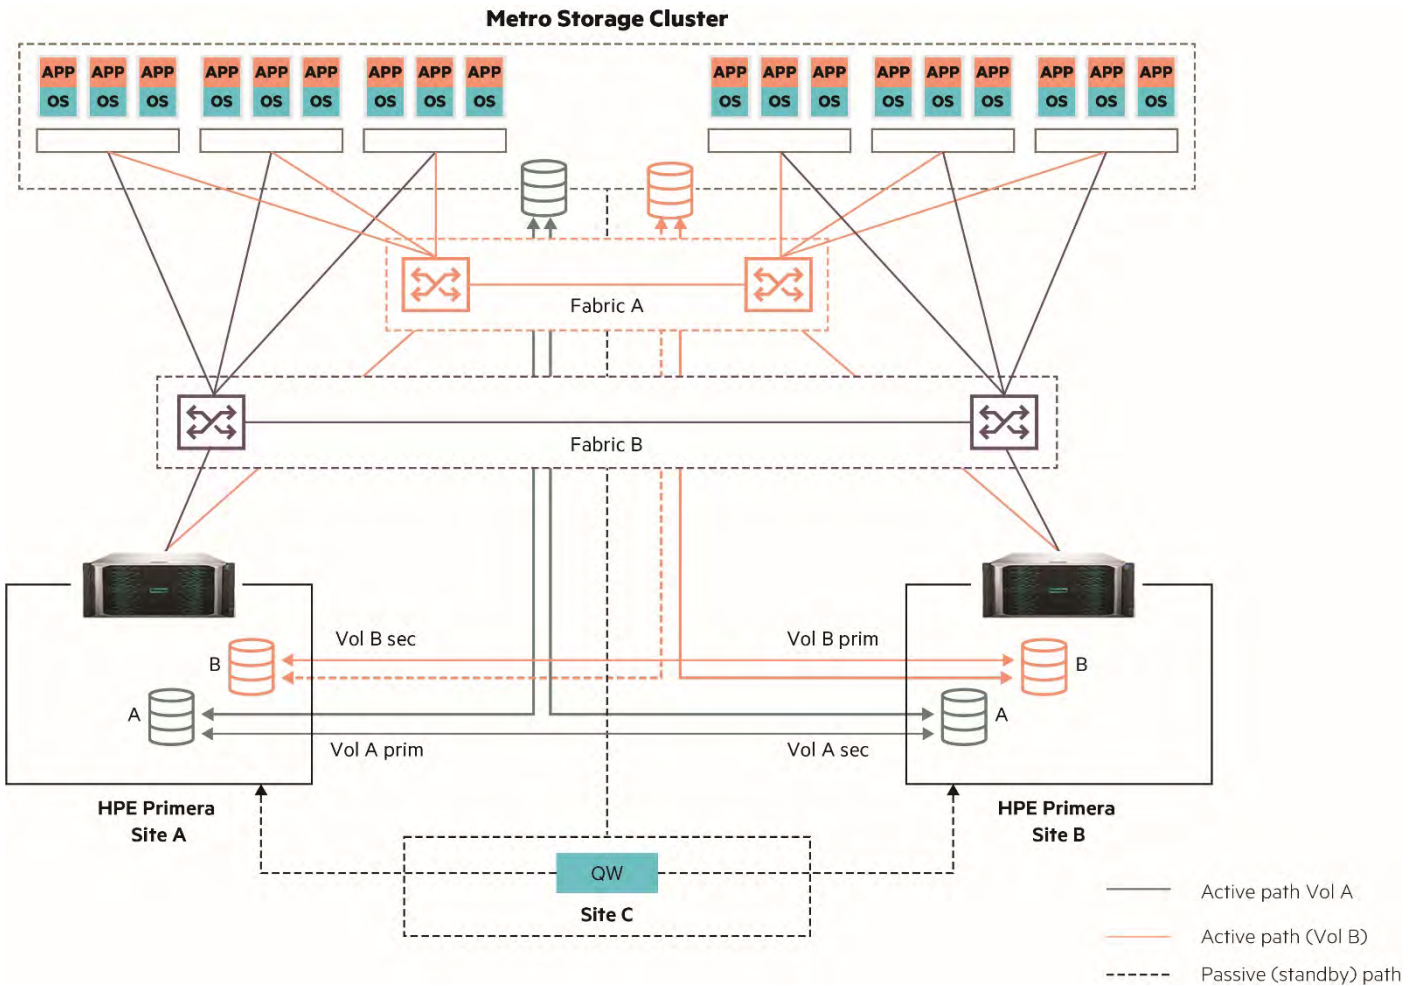 Metro Storage Cluster
APP APP APP APP APP APP APP APP APP APP APP APP APP APP APP APP APP APP
OS OS OS OS OS OS OS OS OS OS OS OS OS OS OS OS OS OS
Fabric A
Fabric B
Vol B sec
Vol B prim
B
B
A
A
Vol A prim
Vol A sec
HPE Primera
Site A
HPE Primera
Site B
QW
Site C
Active path Vol A
Active path (Vol B)
Passive (standby) path